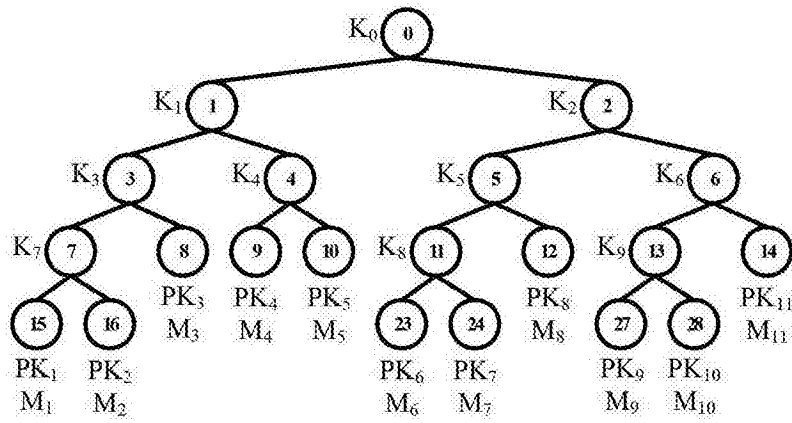 K0 0
K1 1 K2 2
K3 3 K4 4 K5 5 K6 6
K7 7 8 9 10 K8 11 12 K9 13 14
PK3 PK4 PK5 PK8 PK11
M3 M4 M5 M8 M11
15 16 23 24 27 28
PK1 PK2 PK6 PK7 PK9 PK10
M1 M2 M6 M7 M9 M10